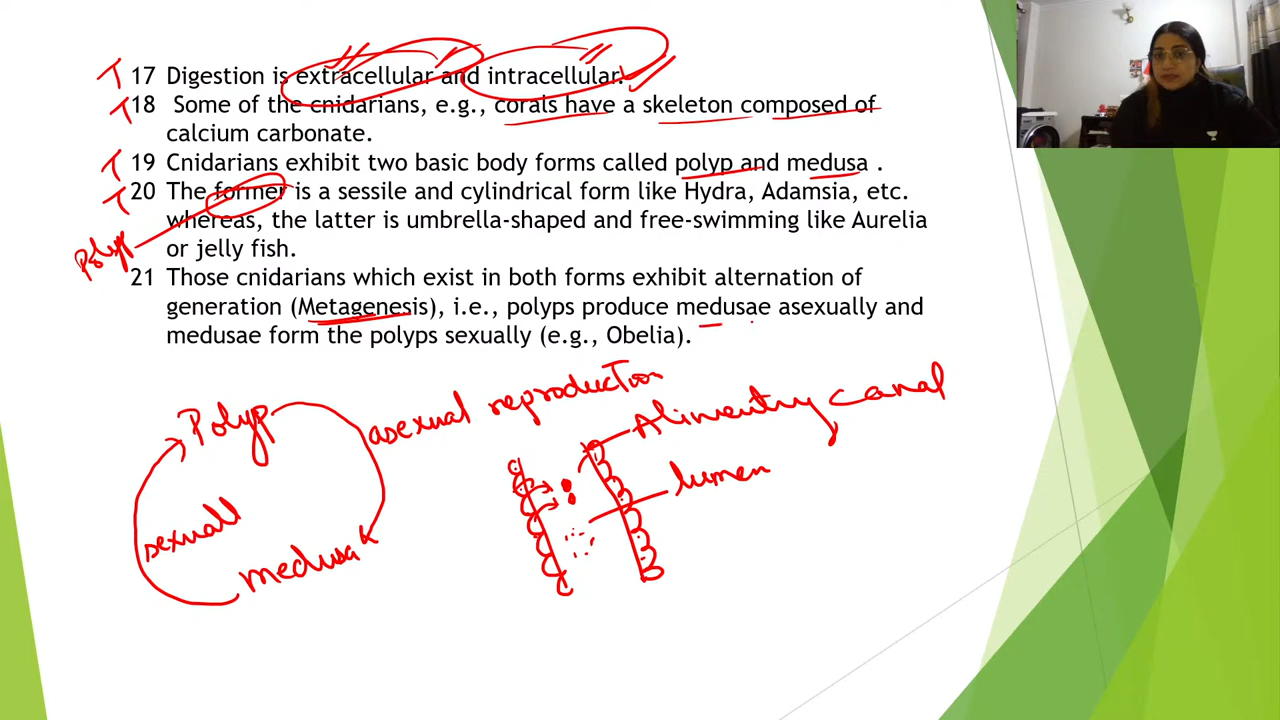 T 17 Digestion is extracellular and intracellular.
T 18 Some of the cnidarians, e.g., corals have a skeleton composed of
calcium carbonate.
T 19 Cnidarians exhibit two basic body forms called polyp and medusa .
T 20 The former is a sessile and cylindrical form like Hydra, Adamsia, etc.
whereas, the latter is umbrella-shaped and free-swimming like Aurelia
Polyp
or jelly fish.
21 Those cnidarians which exist in both forms exhibit alternation of
generation (Metagenesis), i.e., polyps produce medusae asexually and
medusae form the polyps sexually (e.g., Obelia).
Polyp
asexual reproduction
Alimentry canal
lumen
sexuall
medusa